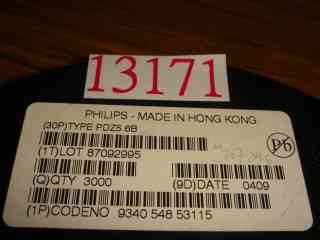 13171
PHILIPS - MADE IN HONG KONG
(30P)TYPE PDZ5.6B
(1T)LOT 87092995
Pb
(Q)QTY 3000 (9D)DATE 0409
(1P)CODENO 9340 548 53115